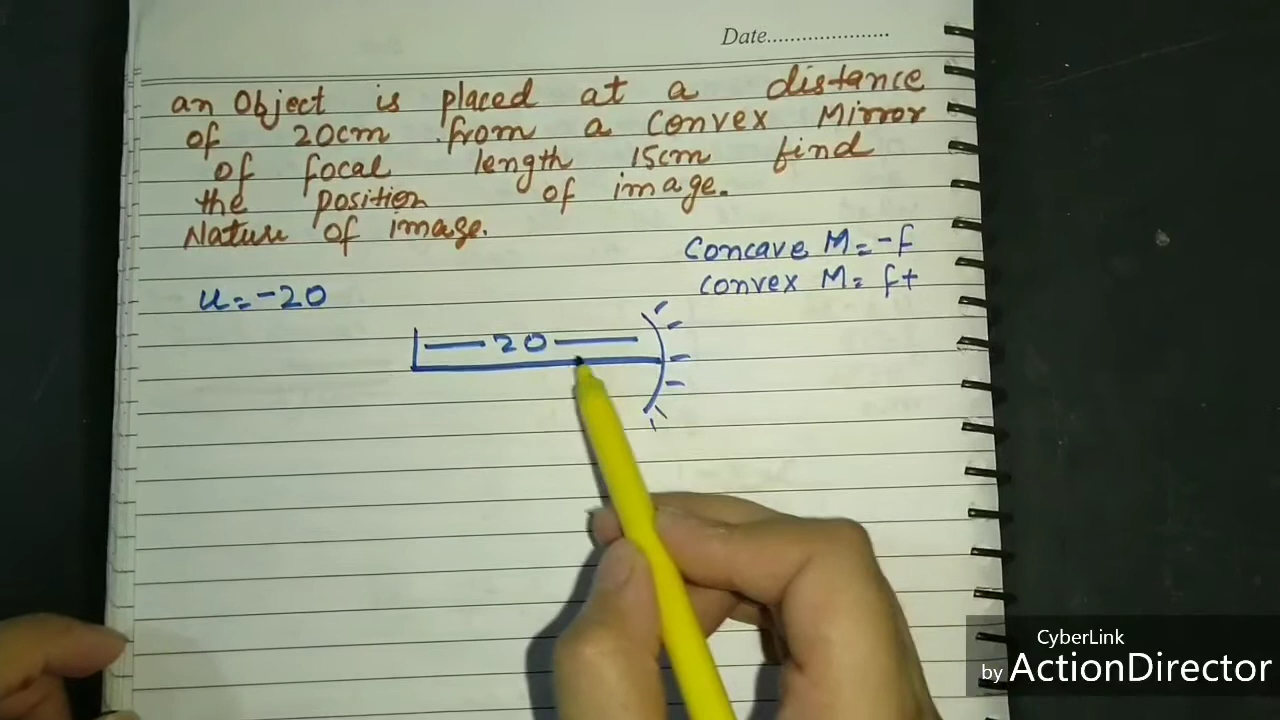 Date.....................
an Object is placed at a distance
of 20cm from a Convex Mirror
of focal length 15cm find
the position of image.
Nature of image.
Concave M = -f
Convex M = f+
u = -20
20
CyberLink
by ActionDirector